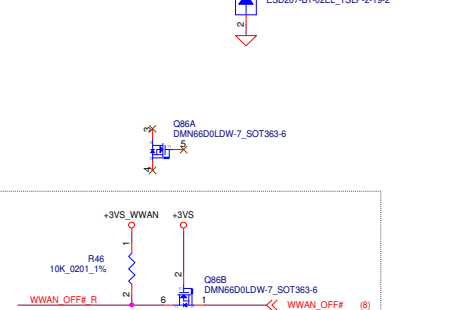 ESD207-B1-02EL_TSLP-2-19-2
2
Q86A
DMN66D0LDW-7_SOT363-6
3
5
4
+3VS_WWAN +3VS
1
R46
10K_0201_1%
2
Q86B
DMN66D0LDW-7_SOT363-6
2
WWAN_OFF#_R 6 1 WWAN_OFF# (8)